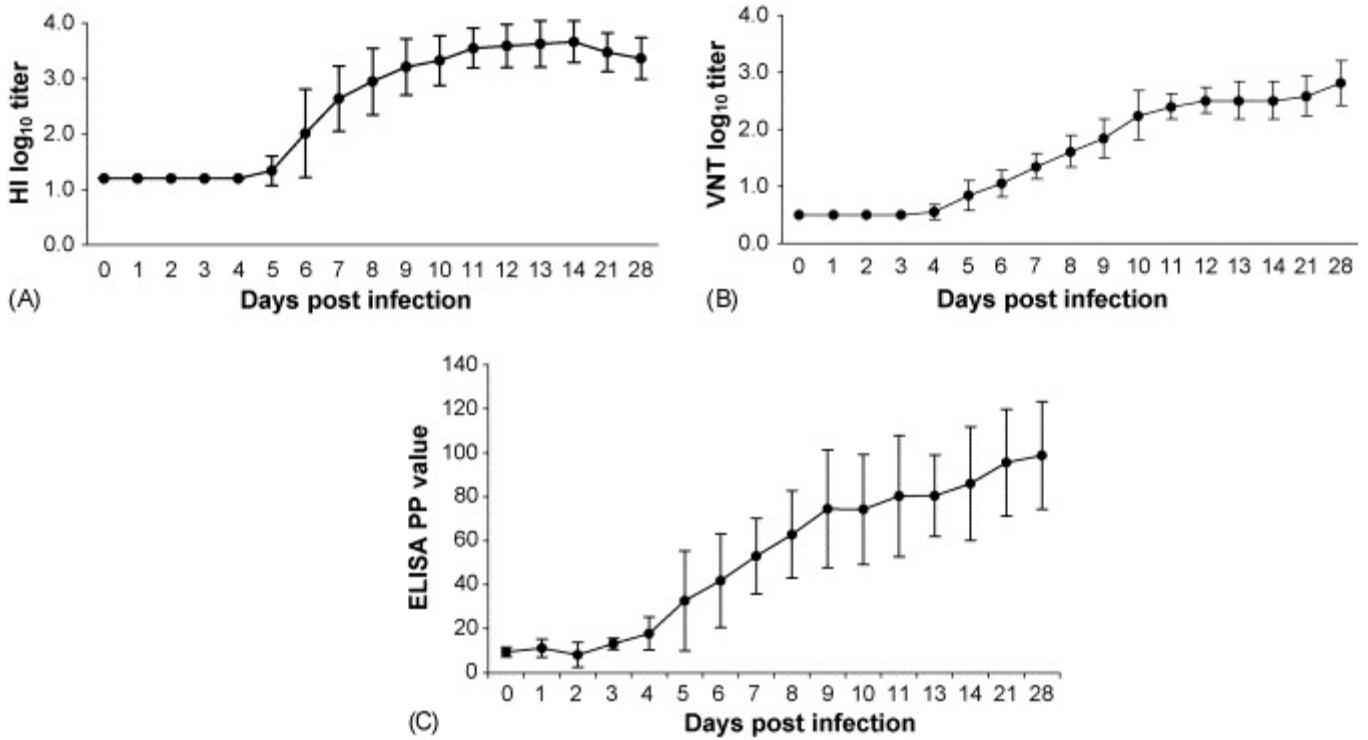 HI log₁₀ titer
4.0
3.0
2.0
1.0
0.0
0 1 2 3 4 5 6 7 8 9 10 11 12 13 14 21 28
Days post infection
(A)
VNT log₁₀ titer
4.0
3.0
2.0
1.0
0.0
0 1 2 3 4 5 6 7 8 9 10 11 12 13 14 21 28
Days post infection
(B)
ELISA PP value
140
120
100
80
60
40
20
0
0 1 2 3 4 5 6 7 8 9 10 11 13 14 21 28
Days post infection
(C)